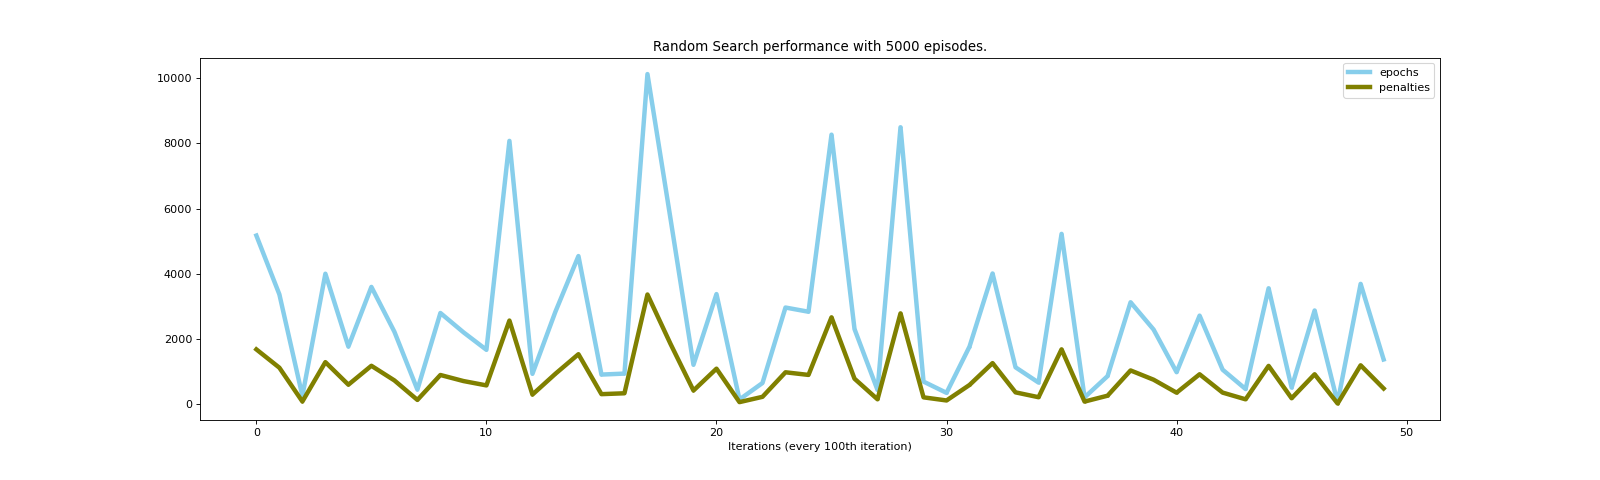 Random Search performance with 5000 episodes.
epochs
penalties
10000
8000
6000
4000
2000
0
0 10 20 30 40 50
Iterations (every 100th iteration)